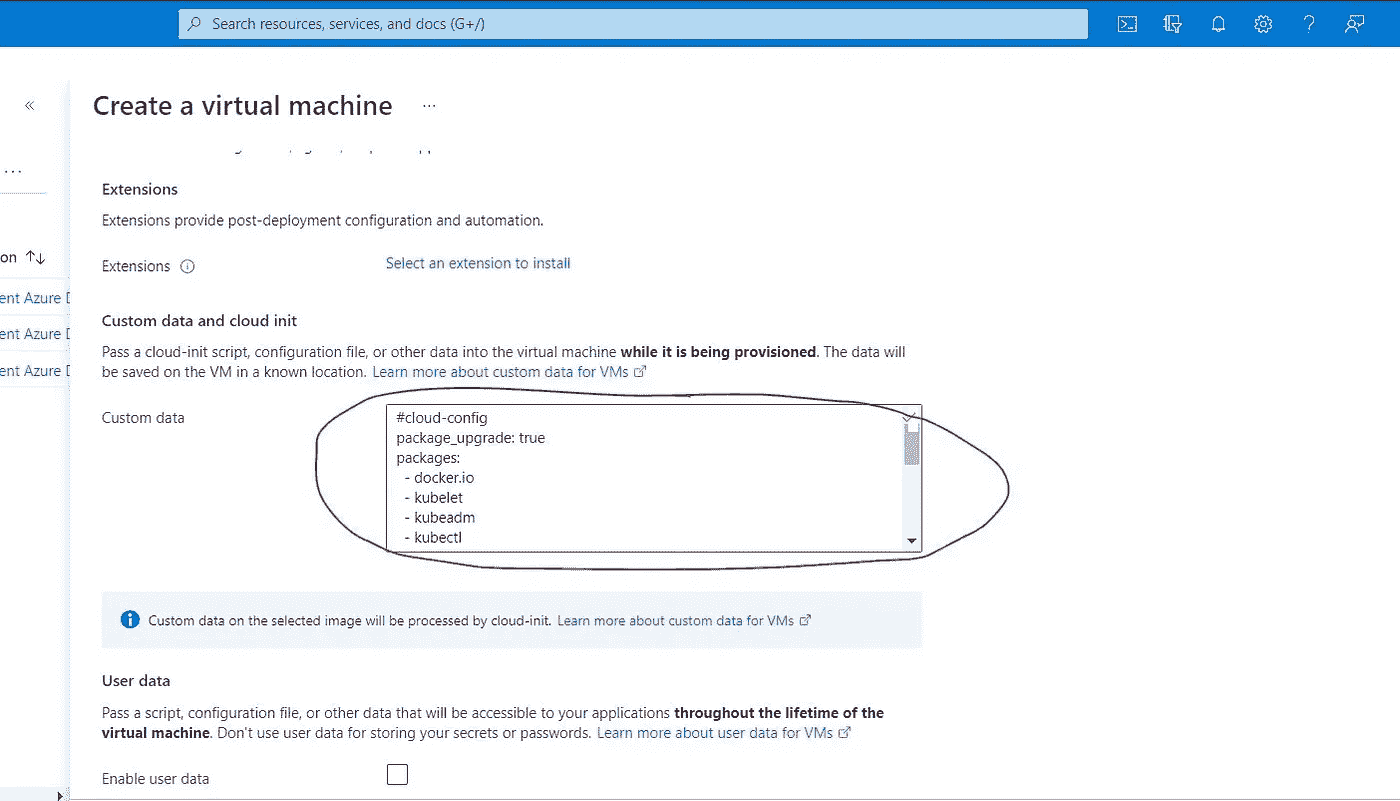 Search resources, services, and docs (G+/)
«
Create a virtual machine ...
...
Extensions
Extensions provide post-deployment configuration and automation.
on ↑↓
Extensions
Select an extension to install
ent Azure
Custom data and cloud init
ent Azure
Pass a cloud-init script, configuration file, or other data into the virtual machine while it is being provisioned. The data will
be saved on the VM in a known location. Learn more about custom data for VMs
ent Azure
Custom data
#cloud-config
package_upgrade: true
packages:
- docker.io
- kubelet
- kubeadm
- kubectl
Custom data on the selected image will be processed by cloud-init. Learn more about custom data for VMs
User data
Pass a script, configuration file, or other data that will be accessible to your applications throughout the lifetime of the
virtual machine. Don't use user data for storing your secrets or passwords. Learn more about user data for VMs
Enable user data